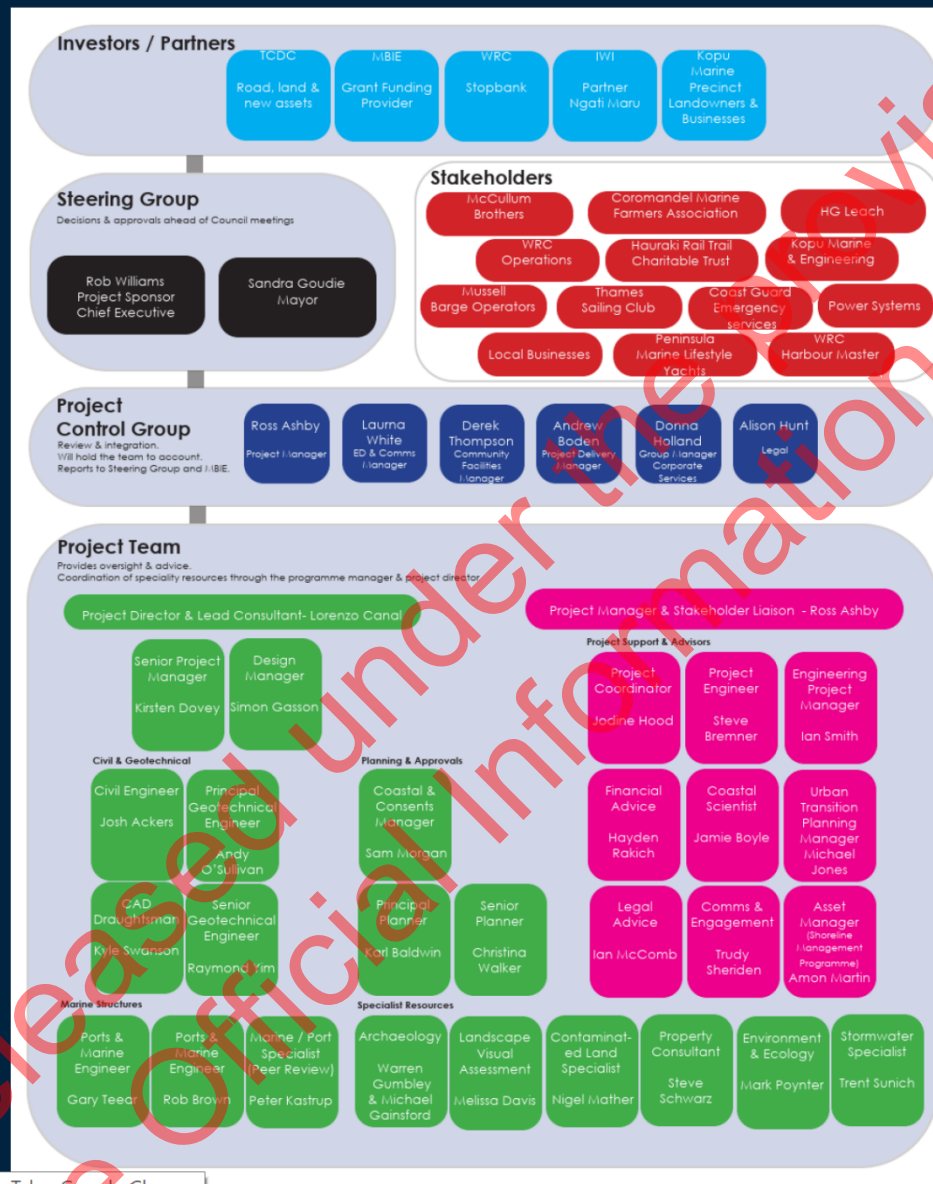 Investors / Partners
TCDC
Road, land &
new assets
MBIE
Grant Funding
Provider
WRC
Stopbank
IWI
Partner
Ngati Maru
Kopu
Marine
Precinct
Landowners &
Businesses
Steering Group
Decisions & approvals ahead of Council meetings
Rob Williams
Project Sponsor
Chief Executive
Sandra Goudie
Mayor
Stakeholders
McCullum
Brothers
Coromandel Marine
Farmers Association
HG Leach
WRC
Operations
Hauraki Rail Trail
Charitable Trust
Kopu Marine
& Engineering
Mussell
Barge Operators
Thames
Sailing Club
Coast Guard
Emergency
services
Power Systems
Local Businesses
Peninsula
Marine Lifestyle
Yachts
WRC
Harbour Master
Project
Control Group
Review & integration.
Will hold the team to account.
Reports to Steering Group and MBIE.
Ross Ashby
Project Manager
Laurna
White
ED & Comms
Manager
Derek
Thompson
Community
Facilities
Manager
Andrew
Boden
Project Delivery
Manager
Donna
Holland
Group Manager
Corporate
Services
Alison Hunt
Legal
Project Team
Provides oversight & advice.
Coordination of speciality resources through the programme manager & project director
Project Director & Lead Consultant- Lorenzo Canal
Senior Project
Manager
Kirsten Dovey
Design
Manager
Simon Gasson
Civil & Geotechnical
Civil Engineer
Josh Ackers
Principal
Geotechnical
Engineer
Andy
O'Sullivan
CAD
Draughtsman
Kyle Swanson
Senior
Geotechnical
Engineer
Raymond Yim
Planning & Approvals
Coastal &
Consents
Manager
Sam Morgan
Principal
Planner
Karl Baldwin
Senior
Planner
Christina
Walker
Project Manager & Stakeholder Liaison - Ross Ashby
Project Support & Advisors
Project
Coordinator
Jodine Hood
Project
Engineer
Steve
Bremner
Engineering
Project
Manager
Ian Smith
Financial
Advice
Hayden
Rakich
Coastal
Scientist
Jamie Boyle
Urban
Transition
Planning
Manager
Michael
Jones
Legal
Advice
Ian McComb
Comms &
Engagement
Trudy
Sheriden
Asset
Manager
(Shoreline
Management
Programme)
Amon Martin
Marine Structures
Ports &
Marine
Engineer
Gary Teear
Ports &
Marine
Engineer
Rob Brown
Marine / Port
Specialist
(Peer Review)
Peter Kastrup
Specialist Resources
Archaeology
Warren
Gumbley
& Michael
Gainsford
Landscape
Visual
Assessment
Melissa Davis
Contaminat-
ed Land
Specialist
Nigel Mather
Property
Consultant
Steve
Schwarz
Environment
& Ecology
Mark Poynter
Stormwater
Specialist
Trent Sunich
eleased under the provis
e Official Information